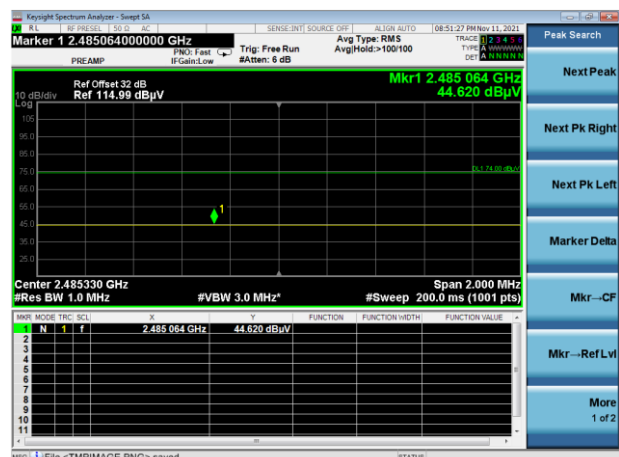 Keysight Spectrum Analyzer - Swept SA
RL RF PRESEL 50 Ω AC SENSE:INT SOURCE OFF ALIGN AUTO 08:51:27 PM Nov 11, 2021
Marker 1 2.485064000000 GHz
PREAMP
PNO: Fast
IFGain:Low
Trig: Free Run
#Atten: 6 dB
Avg Type: RMS
Avg|Hold:>100/100
TRACE 1 2 3 4 5 6
TYPE A WWWWW
DET A N N N N N
Peak Search
Next Peak
Next Pk Right
Next Pk Left
Marker Delta
Mkr→CF
Mkr→Ref Lvl
More
1 of 2
Ref Offset 32 dB
10 dB/div Ref 114.99 dBµV
Log
Mkr1 2.485 064 GHz
44.620 dBµV
105
95.0
85.0
75.0
65.0
55.0
45.0
35.0
25.0
DL1 74.00 dBµV
1
Center 2.485330 GHz Span 2.000 MHz
#Res BW 1.0 MHz #VBW 3.0 MHz* #Sweep 200.0 ms (1001 pts)
MKR MODE TRC SCL X Y FUNCTION FUNCTION WIDTH FUNCTION VALUE
1 N 1 f 2.485 064 GHz 44.620 dBµV
2
3
4
5
6
7
8
9
10
11
MSG File <TMPIMAGE.PNG> saved STATUS